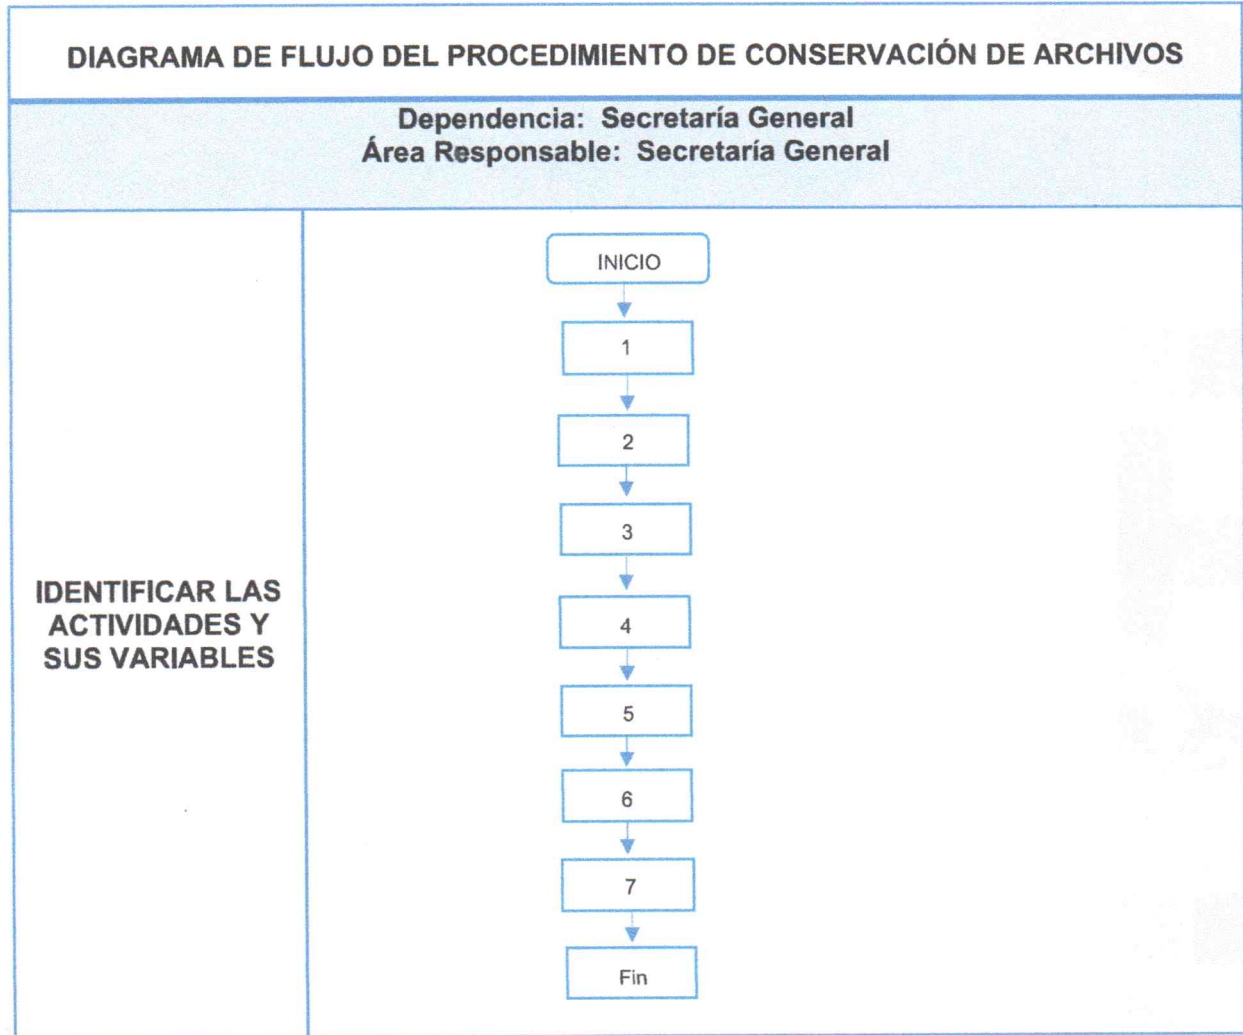 DIAGRAMA DE FLUJO DEL PROCEDIMIENTO DE CONSERVACIÓN DE ARCHIVOS
Dependencia: Secretaría General
Área Responsable: Secretaría General
IDENTIFICAR LAS
ACTIVIDADES Y
SUS VARIABLES
INICIO
1
2
3
4
5
6
7
Fin